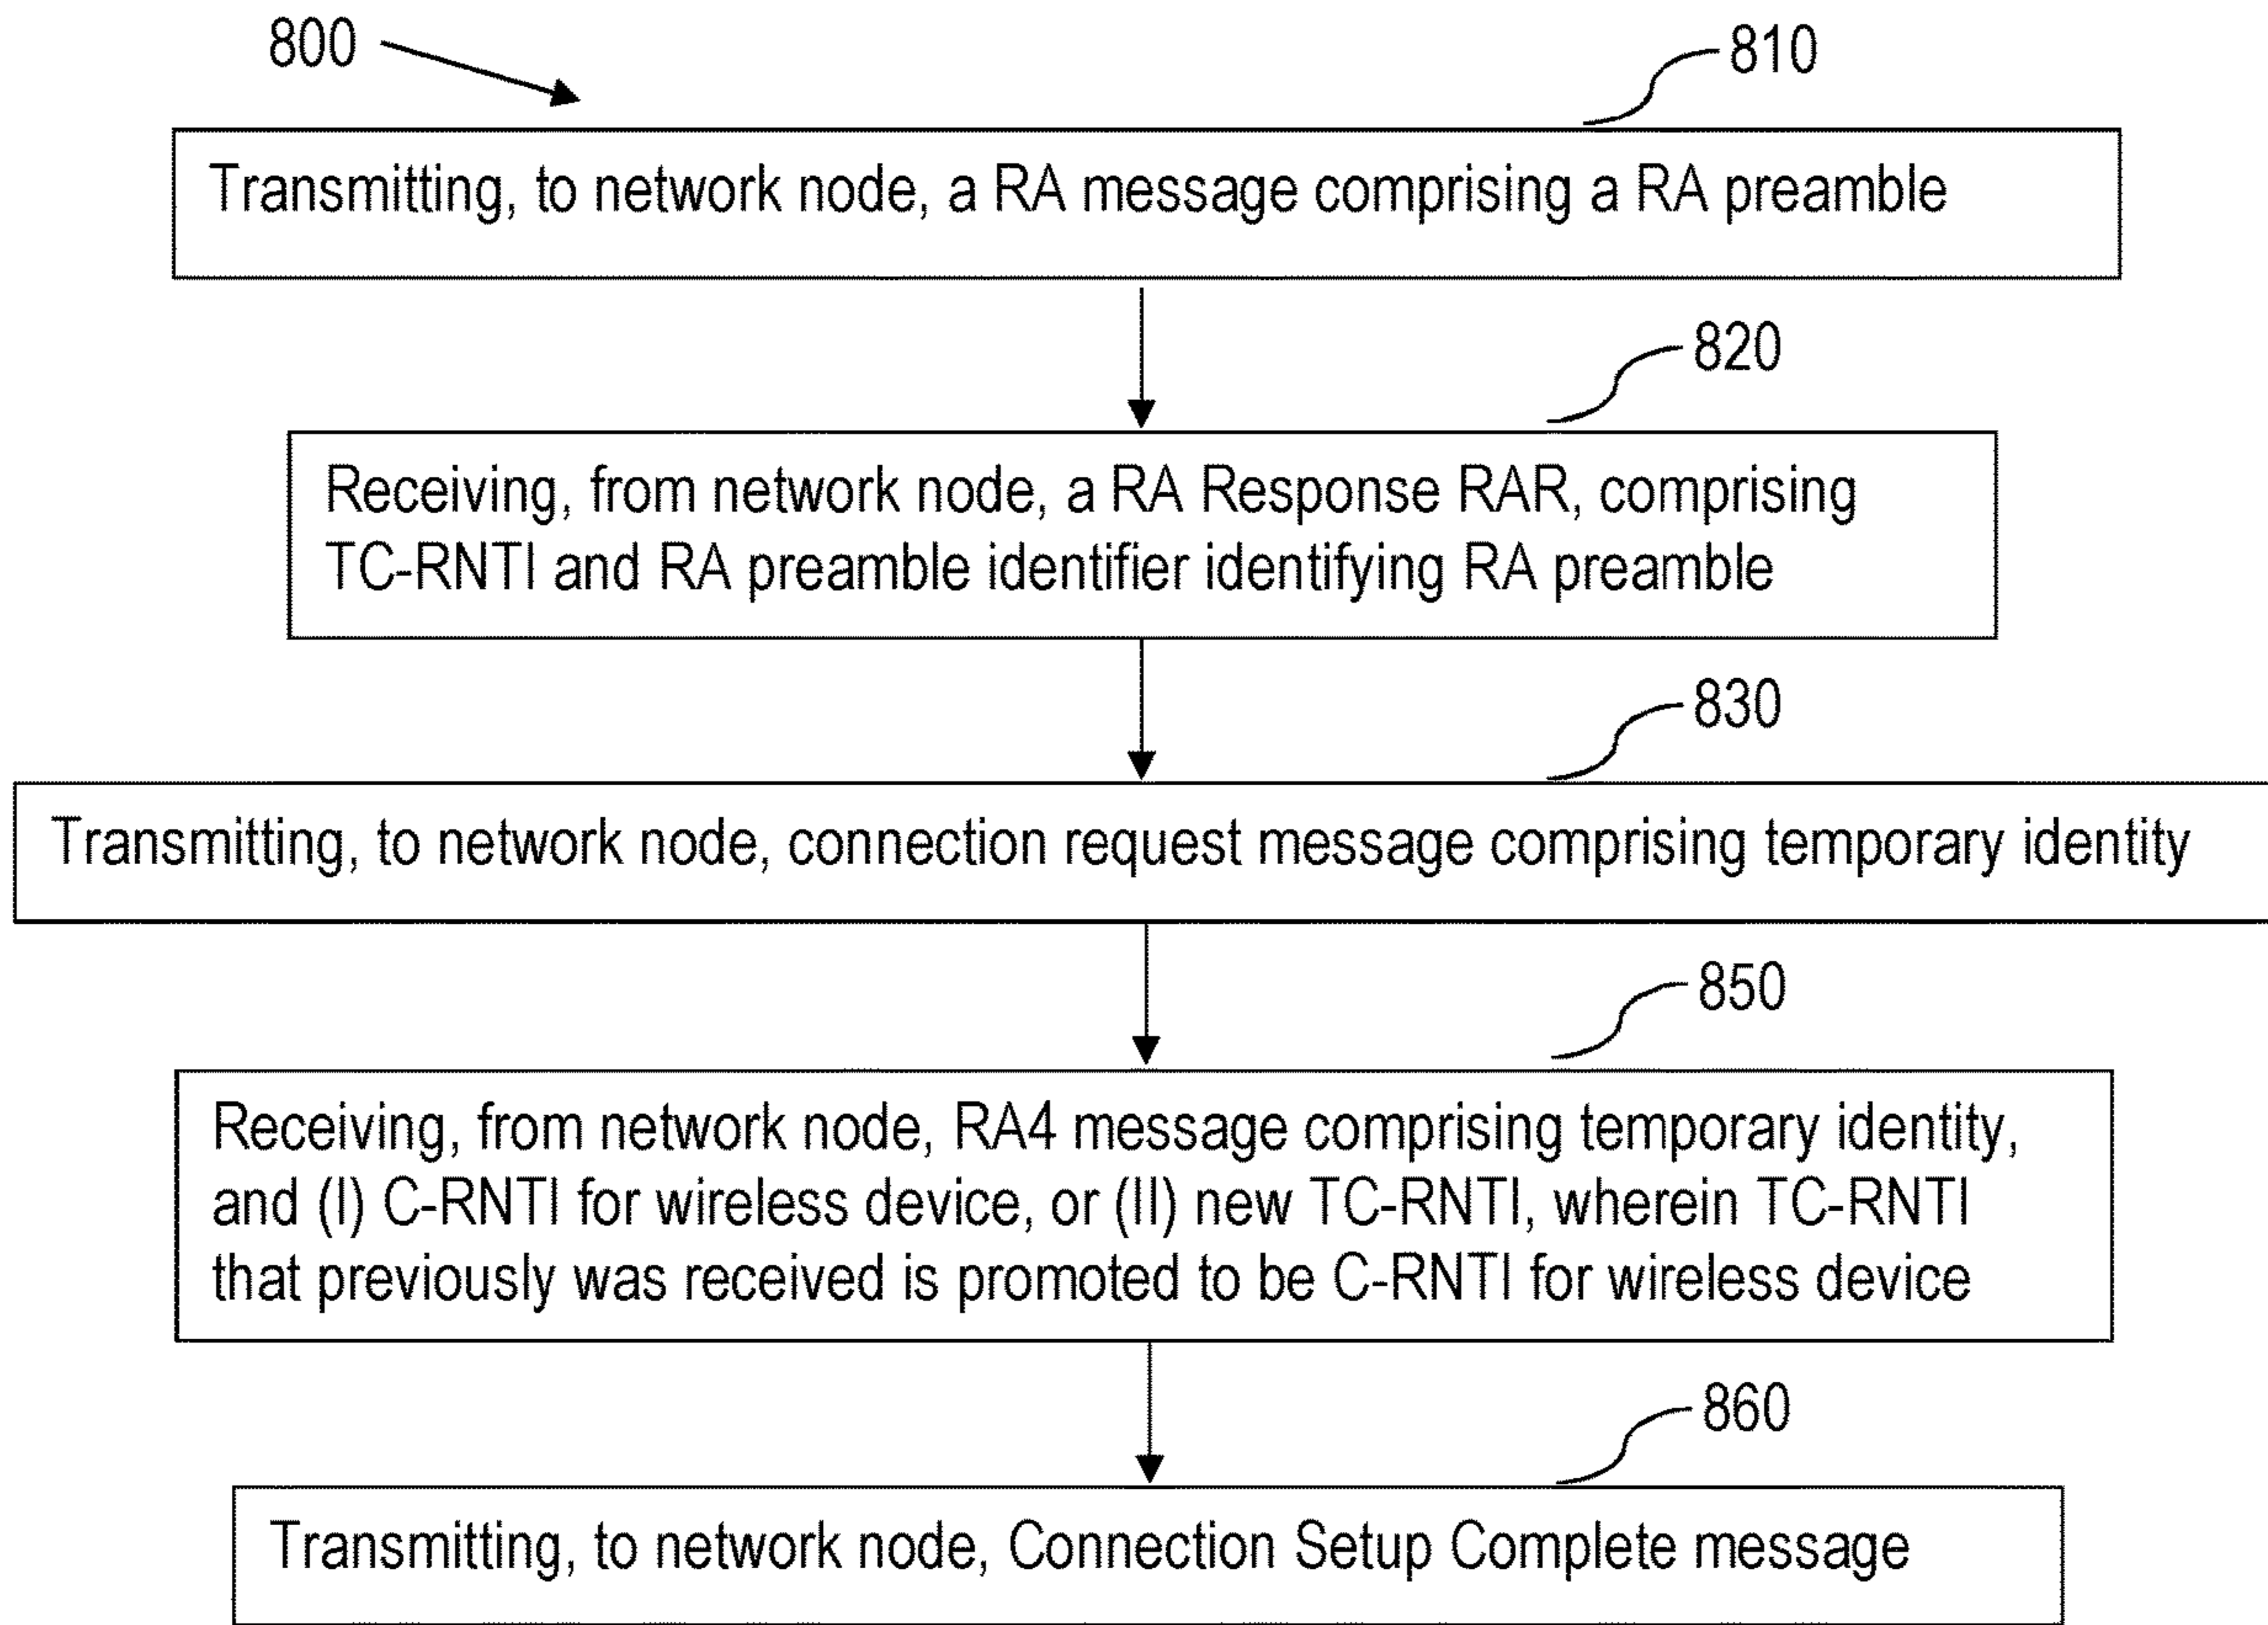 800
810
Transmitting, to network node, a RA message comprising a RA preamble
820
Receiving, from network node, a RA Response RAR, comprising
TC-RNTI and RA preamble identifier identifying RA preamble
830
Transmitting, to network node, connection request message comprising temporary identity
850
Receiving, from network node, RA4 message comprising temporary identity,
and (I) C-RNTI for wireless device, or (II) new TC-RNTI, wherein TC-RNTI
that previously was received is promoted to be C-RNTI for wireless device
860
Transmitting, to network node, Connection Setup Complete message